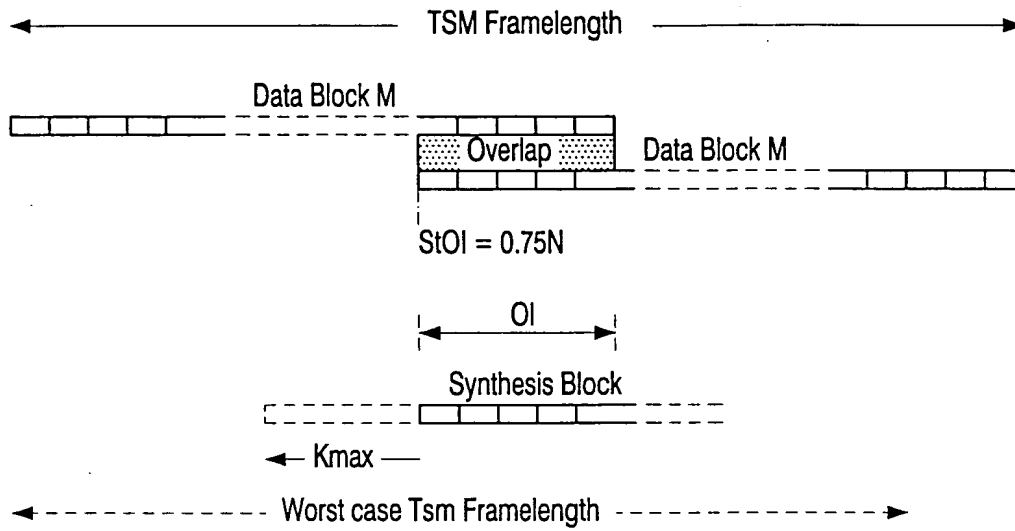 TSM Framelength
Data Block M
Overlap
Data Block M
StOl = 0.75N
Ol
Synthesis Block
Kmax
Worst case Tsm Framelength